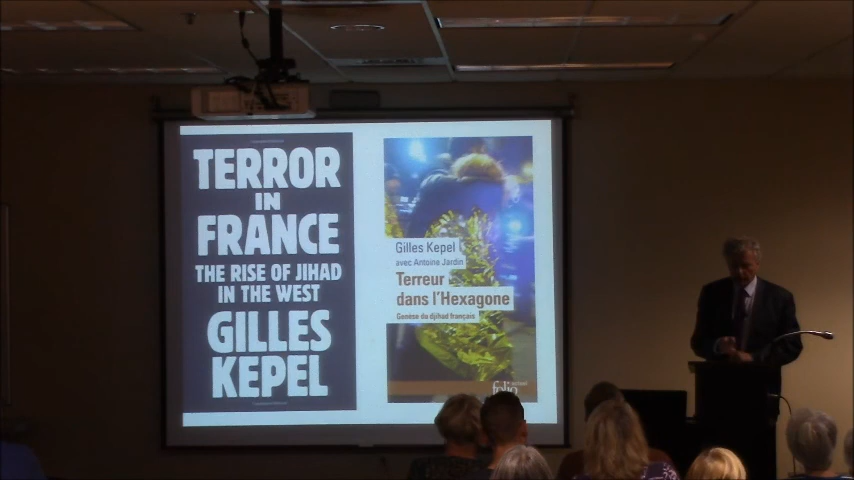 TERROR
IN
FRANCE
THE RISE OF JIHAD
IN THE WEST
GILLES
KEPEL
Gilles Kepel
avec Antoine Jardin
Terreur
dans l'Hexagone
Genèse du djihad français
folio